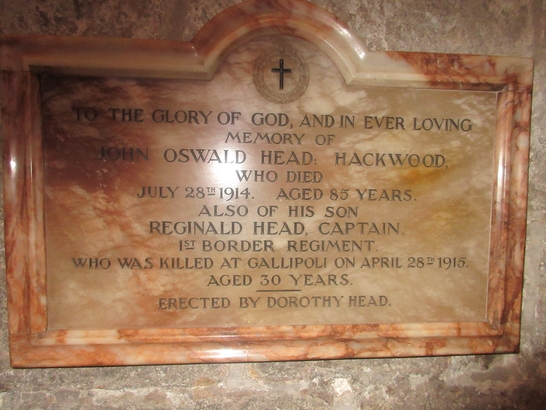 TO THE GLORY OF GOD, AND IN EVER LOVING
MEMORY OF
JOHN OSWALD HEAD: HACKWOOD,
WHO DIED
JULY 28TH 1914. AGED 85 YEARS.
ALSO OF HIS SON
REGINALD HEAD, CAPTAIN.
1ST BORDER REGIMENT.
WHO WAS KILLED AT GALLIPOLI ON APRIL 28TH 1915.
AGED 30 YEARS.
ERECTED BY DOROTHY HEAD.